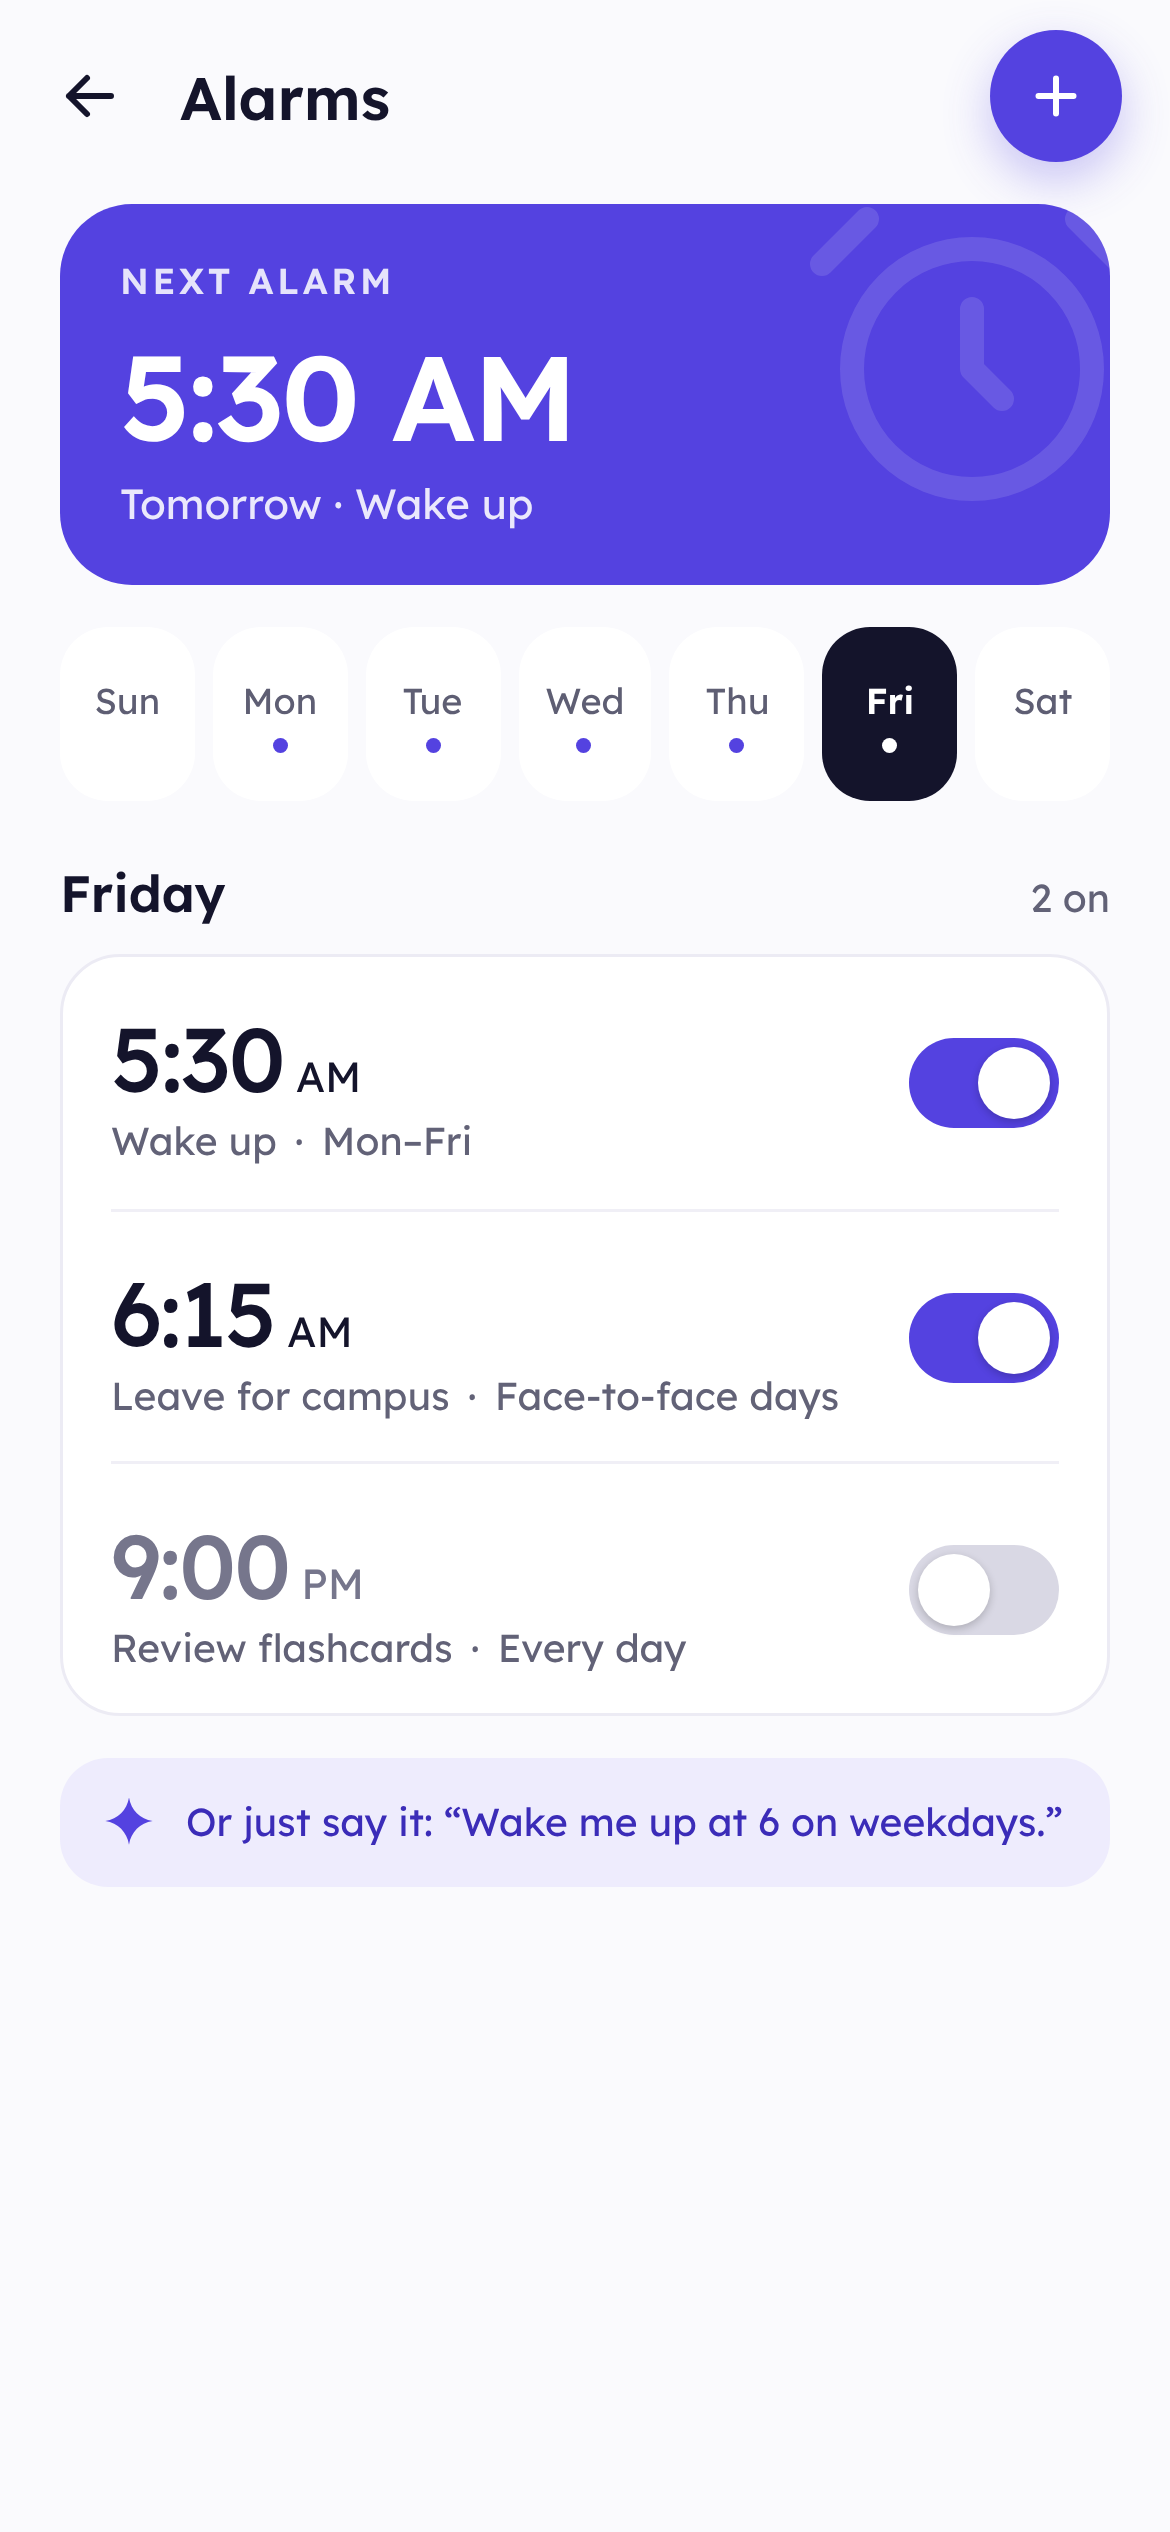 Alarms
NEXT ALARM
5:30 AM
Tomorrow · Wake up
Sun Mon Tue Wed Thu Fri Sat
Friday 2 on
5:30 AM
Wake up · Mon–Fri
6:15 AM
Leave for campus · Face-to-face days
9:00 PM
Review flashcards · Every day
Or just say it: “Wake me up at 6 on weekdays.”